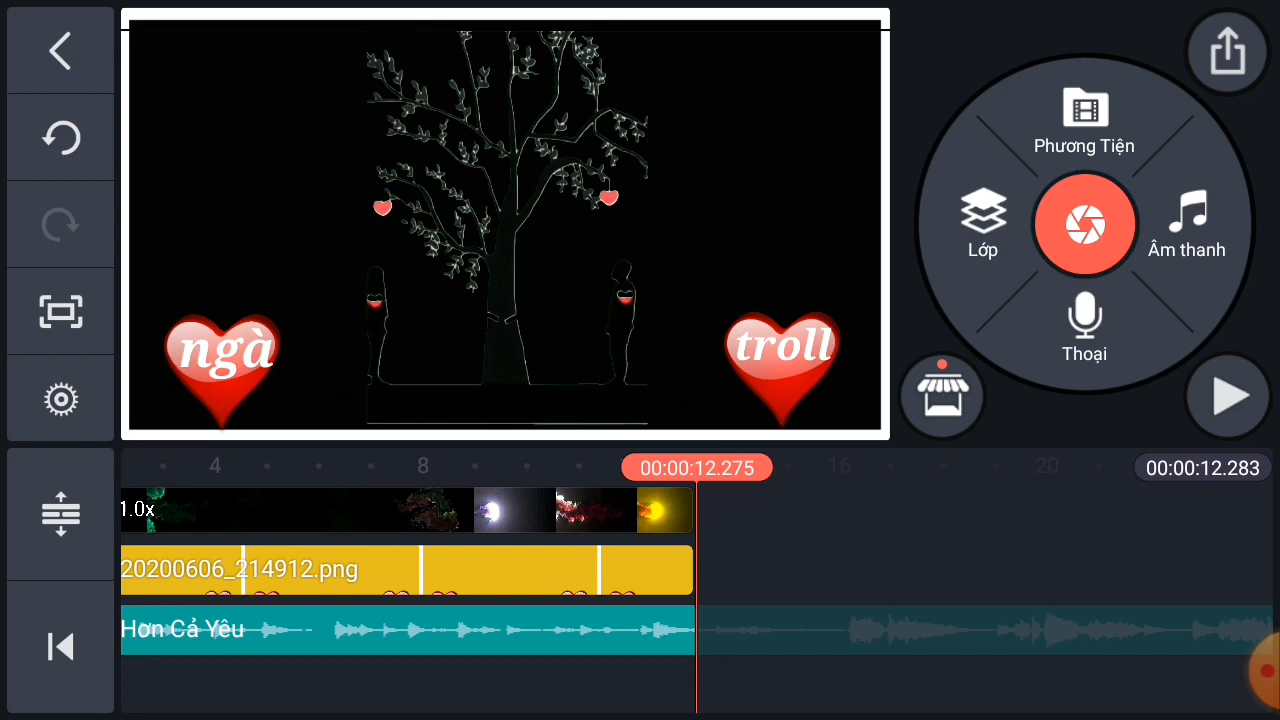 Phương Tiện
Lớp
Âm thanh
Thoại
ngà
troll
4
8
00:00:12.275
16
20
00:00:12.283
1.0x
20200606_214912.png
Hơn Cả Yêu